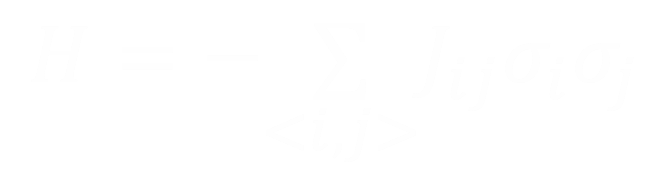 H = − ∑ J_{ij} σ_i σ_j
<i,j>